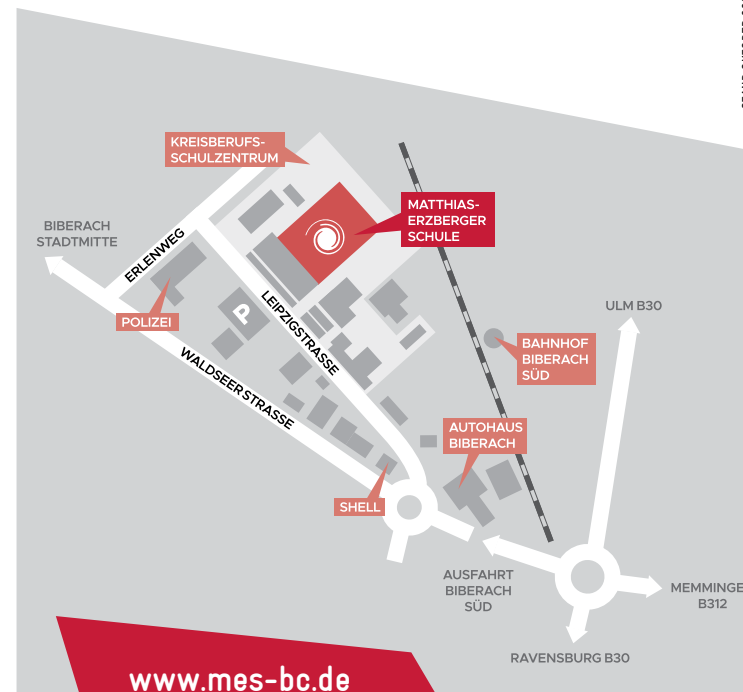 KREISBERUFS-
SCHULZENTRUM
MATTHIAS-
ERZBERGER
SCHULE
BIBERACH
STADTMITTE
ERLENWEG
POLIZEI
P
LEIPZIGSTRASSE
WALDSEER STRASSE
ULM B30
BAHNHOF
BIBERACH
SÜD
AUTOHAUS
BIBERACH
SHELL
AUSFAHRT
BIBERACH
SÜD
MEMMINGE
B312
RAVENSBURG B30
www.mes-bc.de